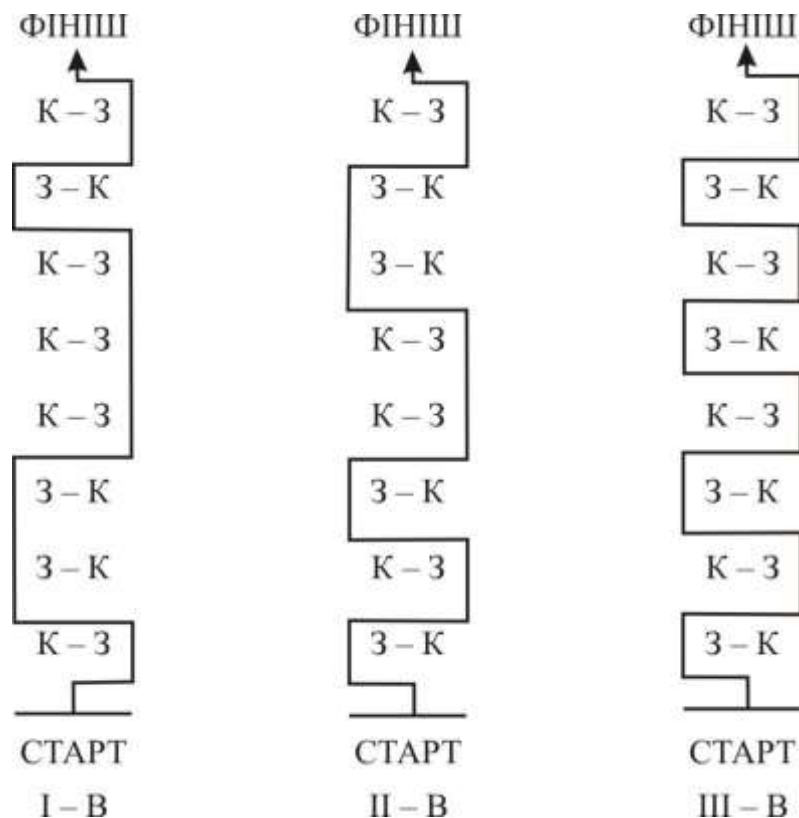 ФІНІШ ФІНІШ ФІНІШ
К – З К – З К – З
З – К З – К З – К
К – З З – К К – З
К – З К – З З – К
К – З К – З К – З
З – К З – К З – К
З – К К – З К – З
К – З З – К З – К
СТАРТ СТАРТ СТАРТ
І – В ІІ – В ІІІ – В